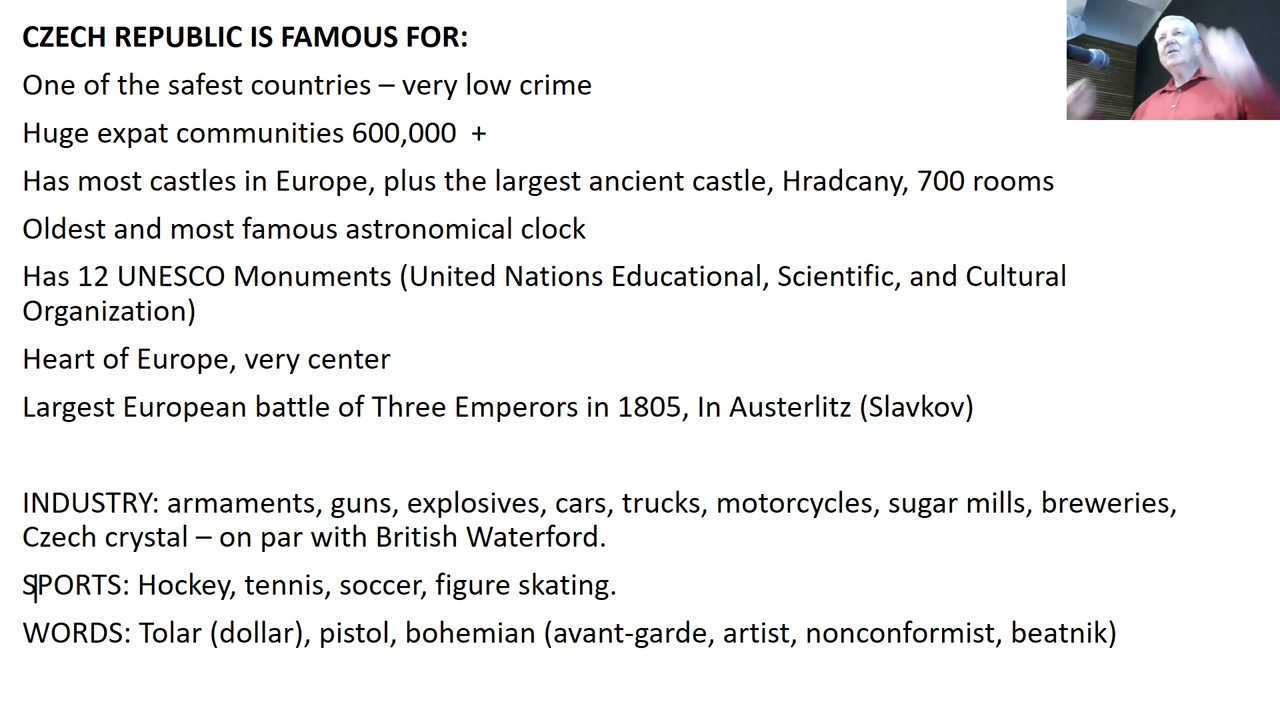 CZECH REPUBLIC IS FAMOUS FOR:
One of the safest countries – very low crime
Huge expat communities 600,000  +
Has most castles in Europe, plus the largest ancient castle, Hradcany, 700 rooms
Oldest and most famous astronomical clock
Has 12 UNESCO Monuments (United Nations Educational, Scientific, and Cultural
Organization)
Heart of Europe, very center
Largest European battle of Three Emperors in 1805, In Austerlitz (Slavkov)
INDUSTRY: armaments, guns, explosives, cars, trucks, motorcycles, sugar mills, breweries,
Czech crystal – on par with British Waterford.
SPORTS: Hockey, tennis, soccer, figure skating.
WORDS: Tolar (dollar), pistol, bohemian (avant-garde, artist, nonconformist, beatnik)